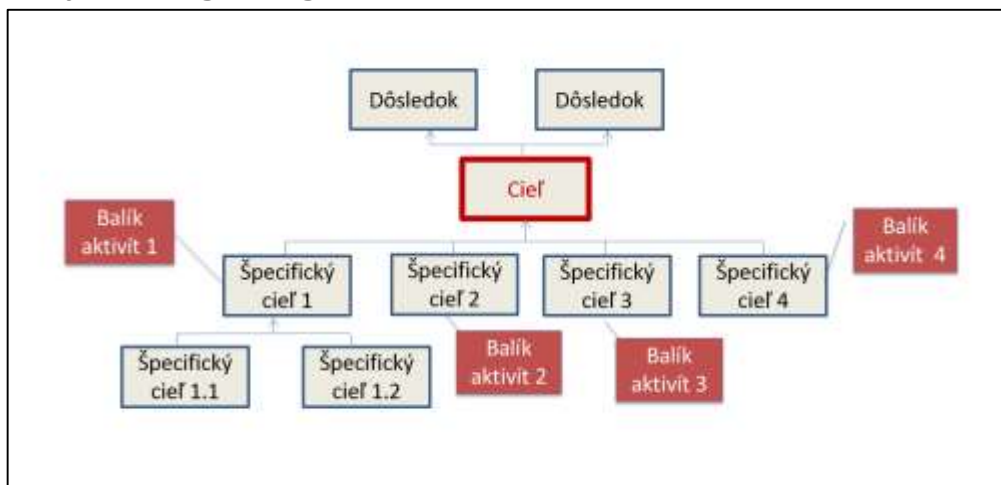 Dôsledok
Dôsledok
Cieľ
Balík
aktivít 1
Balík
aktivít 4
Špecifický
cieľ 1
Špecifický
cieľ 2
Špecifický
cieľ 3
Špecifický
cieľ 4
Špecifický
cieľ 1.1
Špecifický
cieľ 1.2
Balík
aktivít 2
Balík
aktivít 3